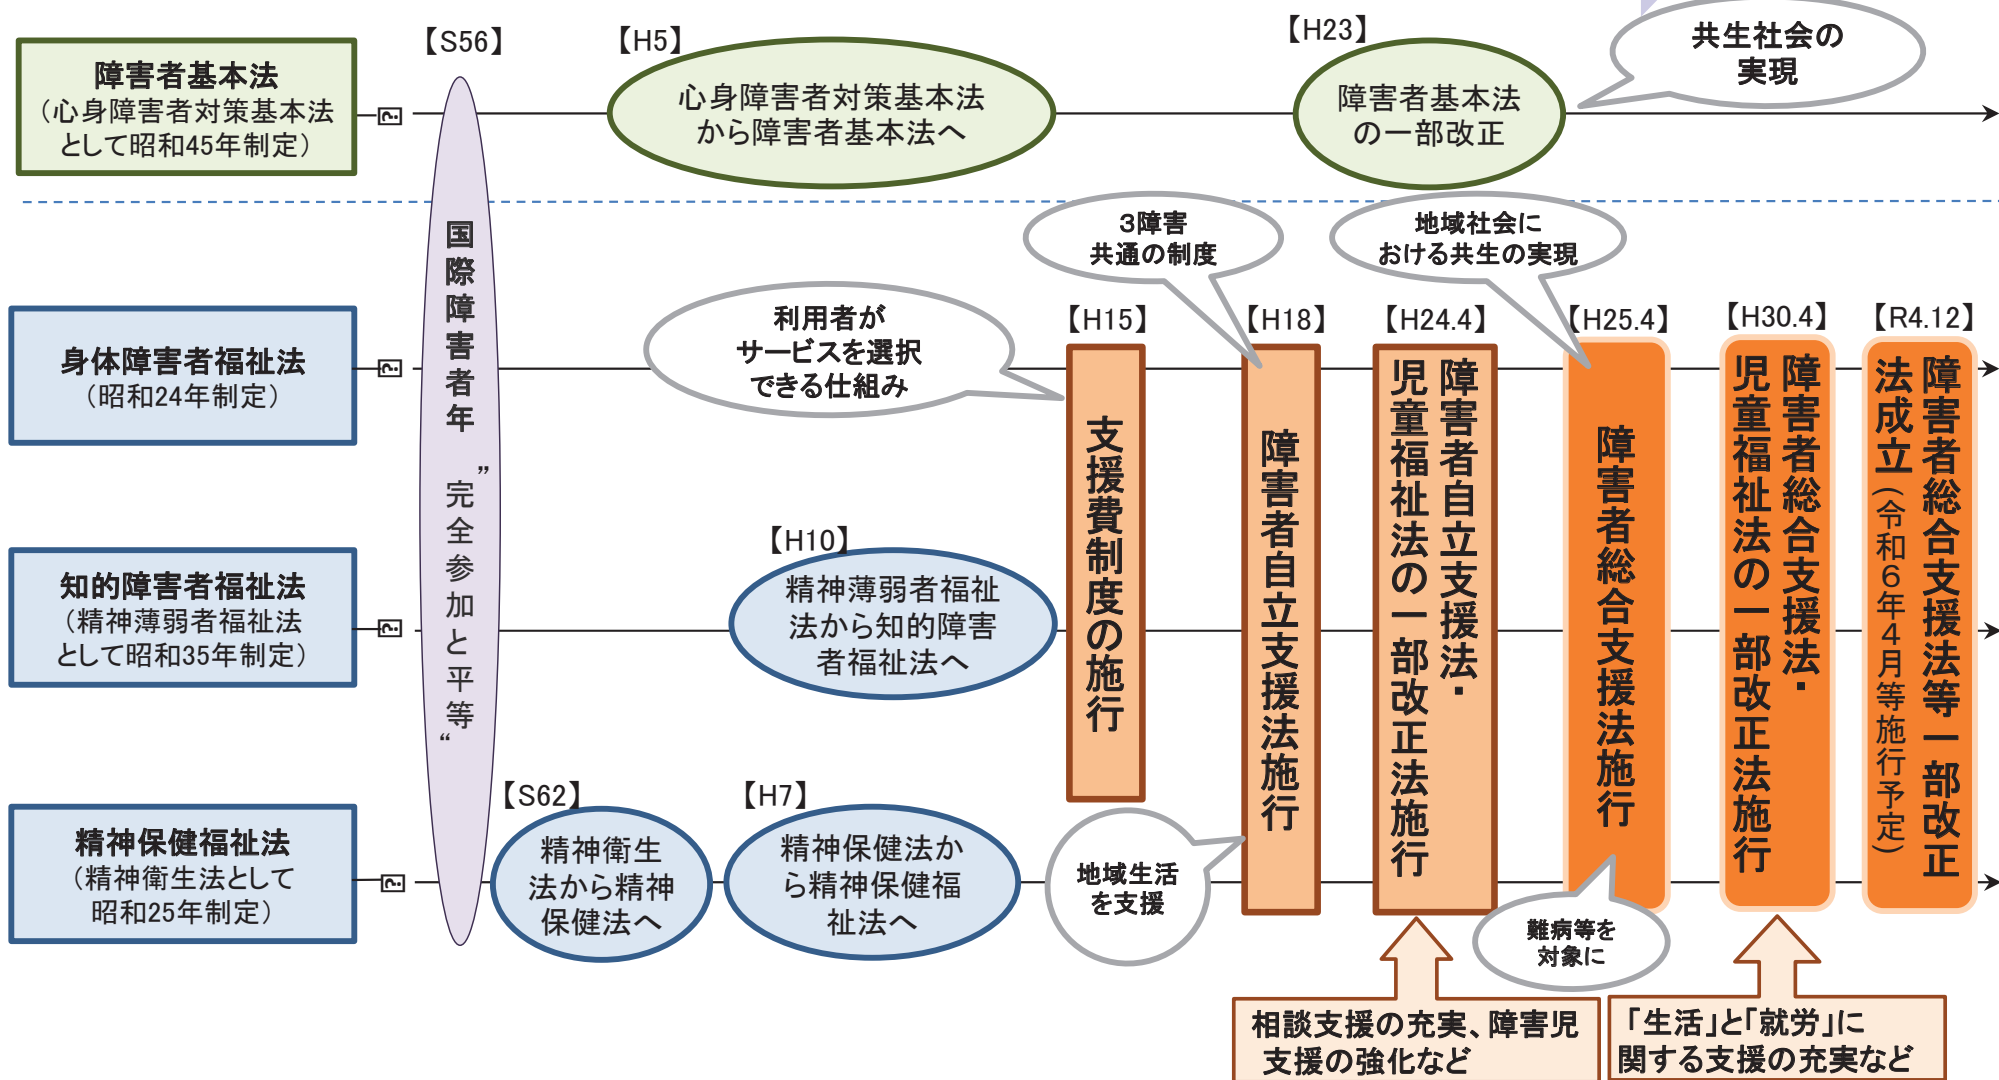 【S56】
【H5】
【H23】
共生社会の
実現
障害者基本法
（心身障害者対策基本法
として昭和45年制定）
心身障害者対策基本法
から障害者基本法へ
障害者基本法
の一部改正
国際障害者年 ”完全参加と平等“
3障害
共通の制度
地域社会に
おける共生の実現
利用者が
サービスを選択
できる仕組み
【H15】
【H18】
【H24.4】
【H25.4】
【H30.4】
【R4.12】
身体障害者福祉法
（昭和24年制定）
支援費制度の施行
障害者自立支援法施行
障害者自立支援法・
児童福祉法の一部改正法施行
障害者総合支援法施行
障害者総合支援法・
児童福祉法の一部改正法施行
障害者総合支援法等一部改正
法成立（令和6年4月等施行予定）
【H10】
知的障害者福祉法
（精神薄弱者福祉法
として昭和35年制定）
精神薄弱者福祉
法から知的障害
者福祉法へ
【S62】
【H7】
精神保健福祉法
（精神衛生法として
昭和25年制定）
精神衛生
法から精神
保健法へ
精神保健法か
ら精神保健福
祉法へ
地域生活
を支援
難病等を
対象に
相談支援の充実、障害児
支援の強化など
「生活」と「就労」に
関する支援の充実など